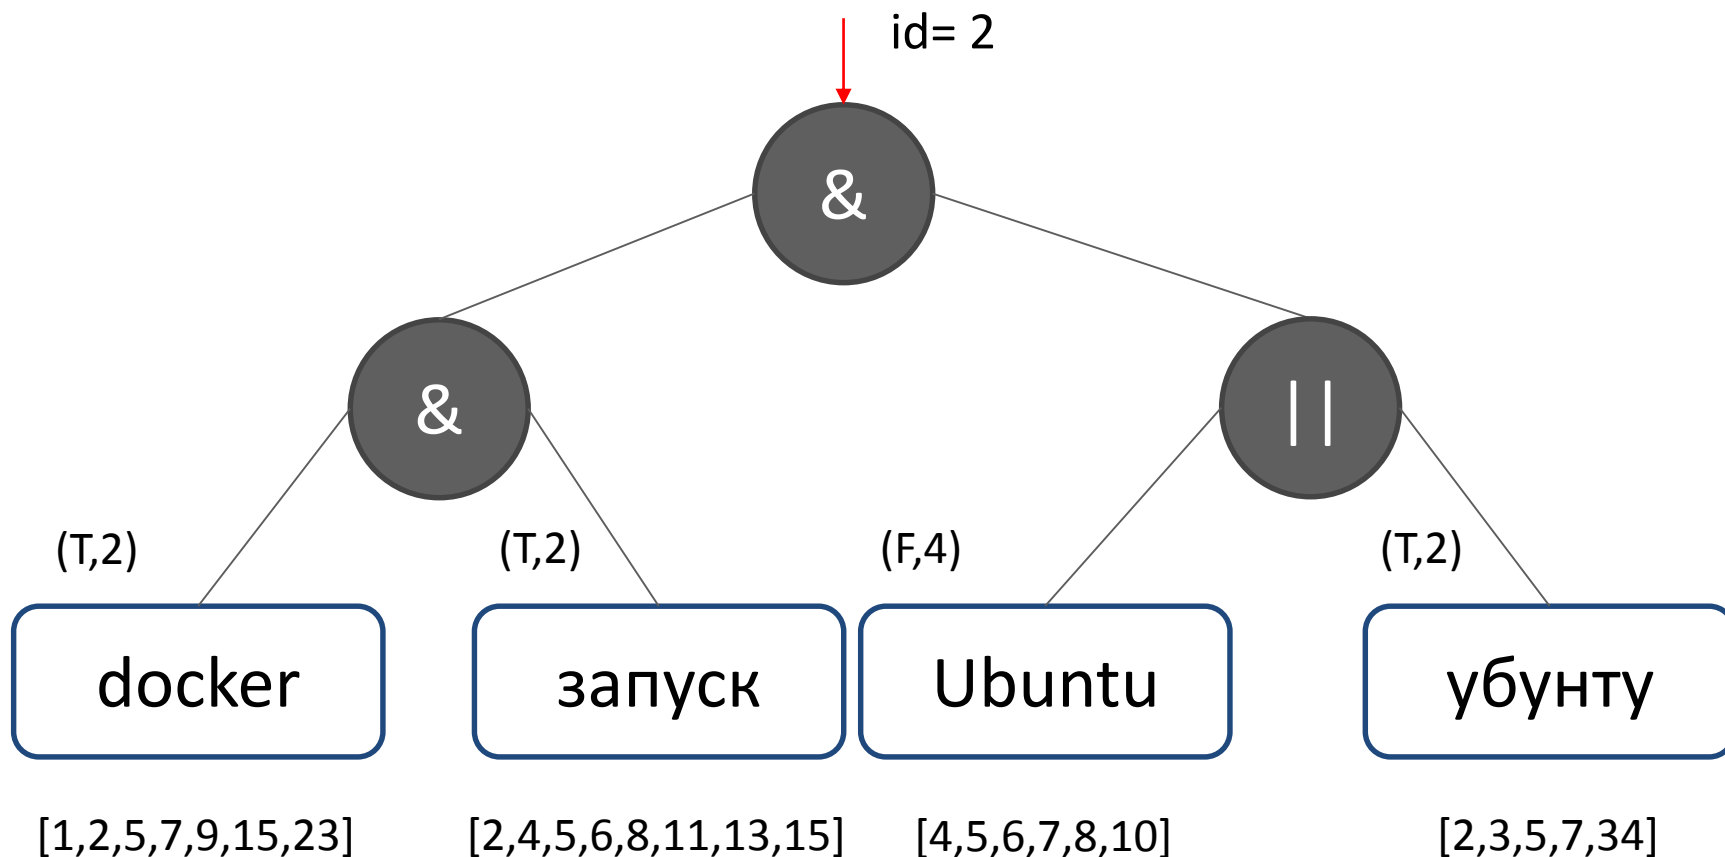 id= 2
&
&
||
(T,2)
(T,2)
(F,4)
(T,2)
docker
запуск
Ubuntu
убунту
[1,2,5,7,9,15,23]
[2,4,5,6,8,11,13,15]
[4,5,6,7,8,10]
[2,3,5,7,34]